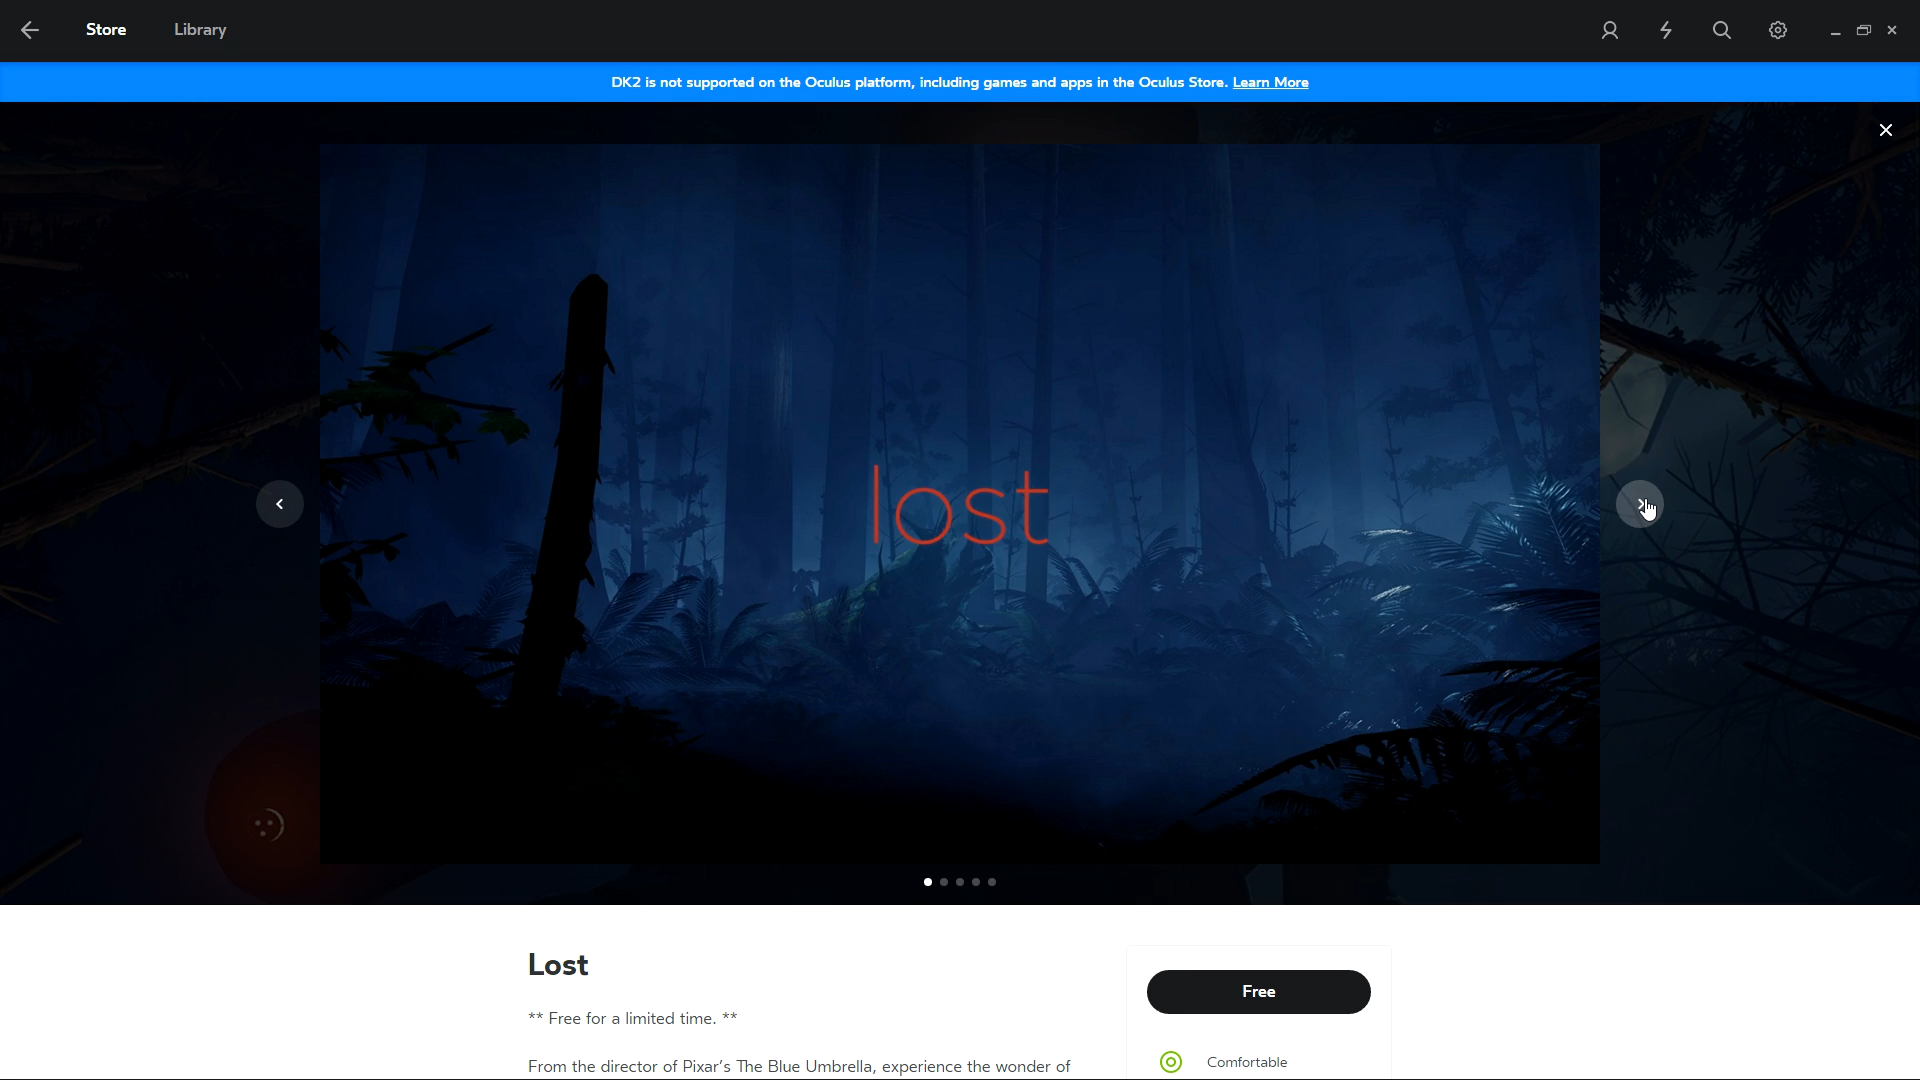 Store Library
DK2 is not supported on the Oculus platform, including games and apps in the Oculus Store. Learn More
lost
Lost
Free
** Free for a limited time. **
From the director of Pixar's The Blue Umbrella, experience the wonder of
Comfortable